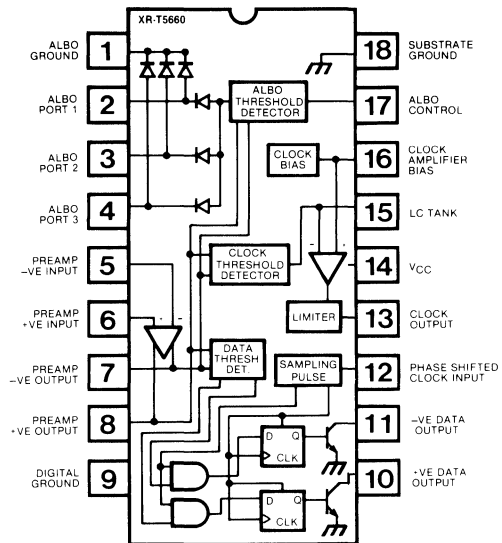 XR-T5660
ALBO
GROUND
1
ALBO
PORT 1
2
ALBO
PORT 2
3
ALBO
PORT 3
4
PREAMP
-VE INPUT
5
PREAMP
+VE INPUT
6
PREAMP
-VE OUTPUT
7
PREAMP
+VE OUTPUT
8
DIGITAL
GROUND
9
ALBO
THRESHOLD
DETECTOR
CLOCK
BIAS
CLOCK
THRESHOLD
DETECTOR
-
LIMITER
-
DATA
THRESH
DET.
SAMPLING
PULSE
D Q
CLK
D Q
CLK
18
SUBSTRATE
GROUND
17
ALBO
CONTROL
16
CLOCK
AMPLIFIER
BIAS
15
LC TANK
14
VCC
13
CLOCK
OUTPUT
12
PHASE SHIFTED
CLOCK INPUT
11
-VE DATA
OUTPUT
10
+VE DATA
OUTPUT